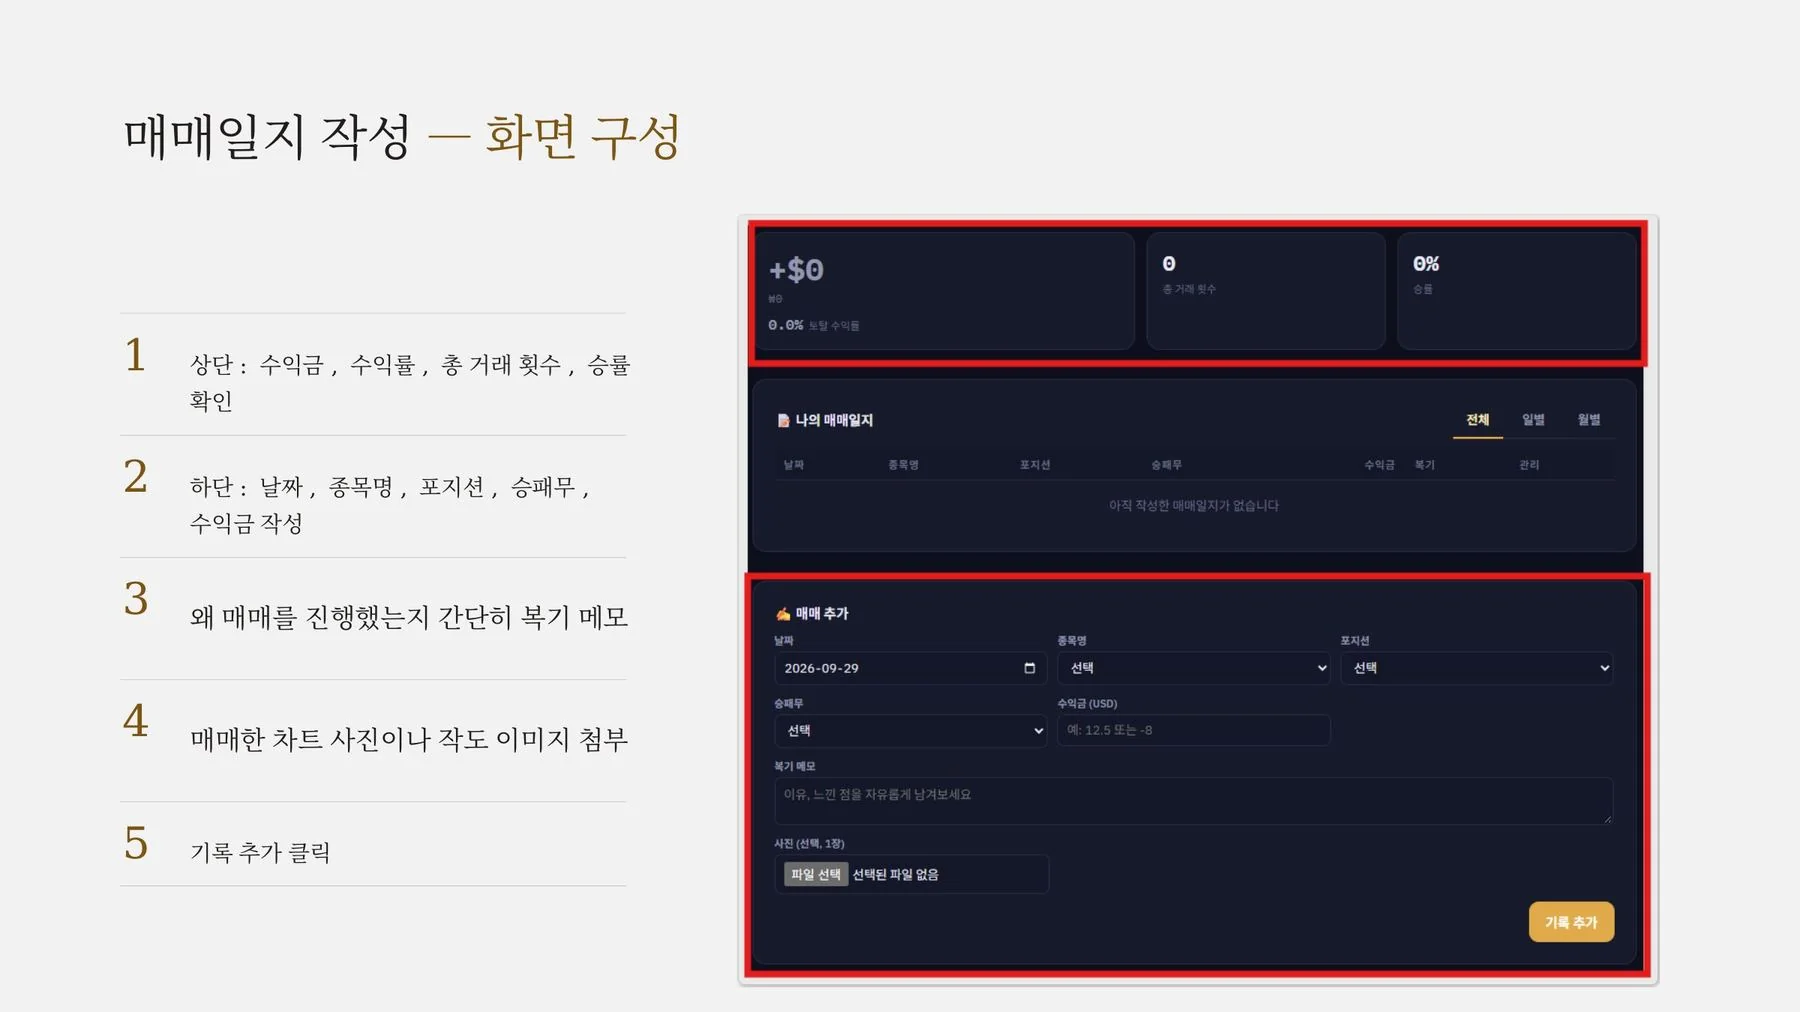 매매일지 작성 — 화면 구성
1
상단 : 수익금 , 수익률 , 총 거래 횟수 , 승률
확인
2
하단 : 날짜 , 종목명 , 포지션 , 승패무 ,
수익금 작성
3
왜 매매를 진행했는지 간단히 복기 메모
4
매매한 차트 사진이나 작도 이미지 첨부
5
기록 추가 클릭
+$0
₩0
0.0% 토탈 수익률
0
총 거래 횟수
0%
승률
나의 매매일지
전체 일별 월별
날짜 종목명 포지션 승패무 수익금 복기 관리
아직 작성한 매매일지가 없습니다
매매 추가
날짜 종목명 포지션
2026-09-29 선택 선택
승패무 수익금 (USD)
선택 예: 12.5 또는 -8
복기 메모
이유, 느낀 점을 자유롭게 남겨보세요
사진 (선택, 1장)
파일 선택 선택된 파일 없음
기록 추가